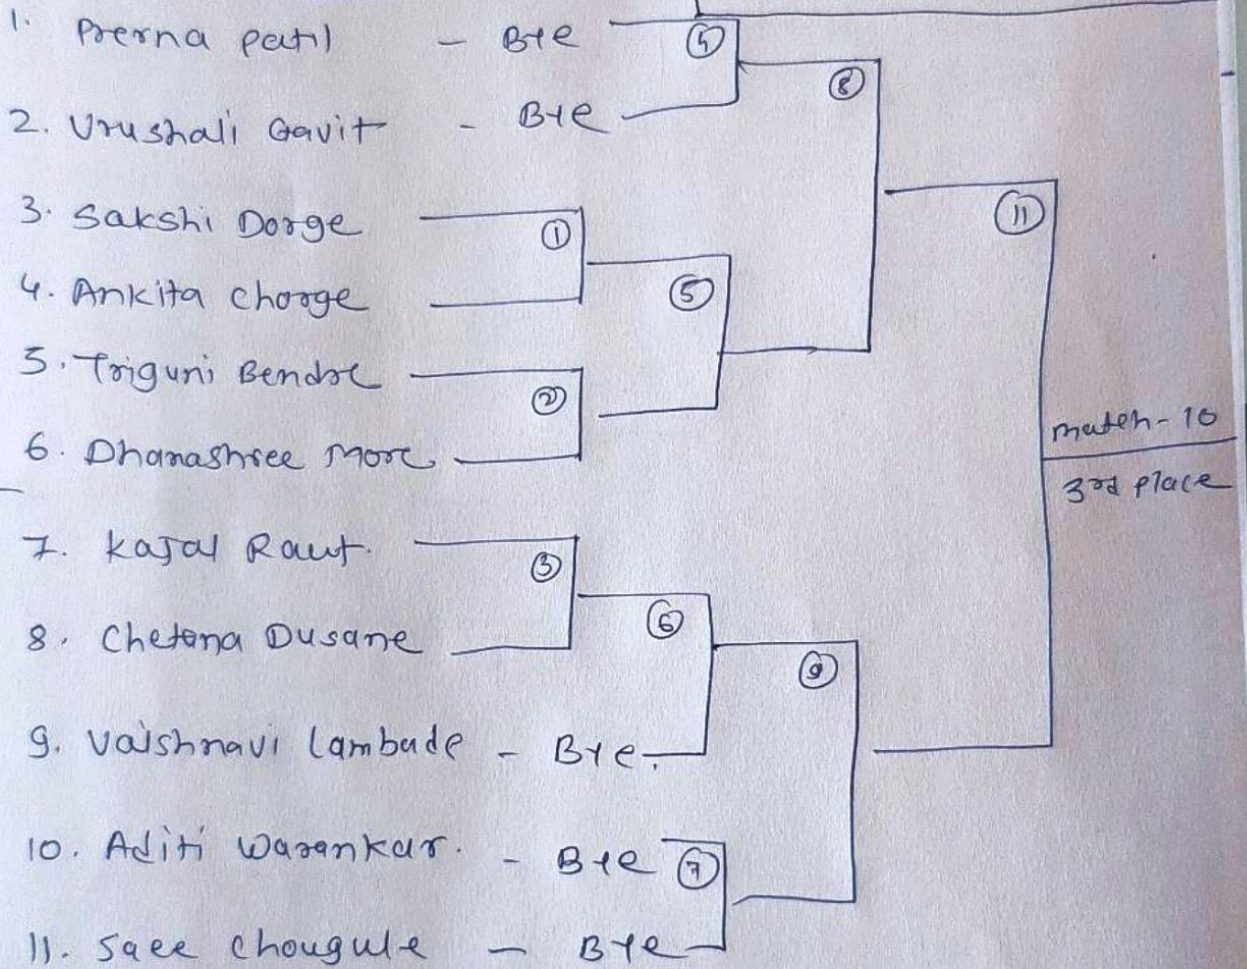 1. Prerna patil - Bye
2. Vrushali Gavit - Bye
3. Sakshi Dorge
4. Ankita chorge
5. Triguni Bendre
6. Dhanashree more
7. Kajal Raut.
8. Chetana Dusane
9. Vaishnavi Lambade - Bye.
10. Aditi Warankar. - Bye
11. Saee Chougule - Bye
①
②
③
⑤
⑥
⑦
⑧
⑨
⑪
match-10
3rd place